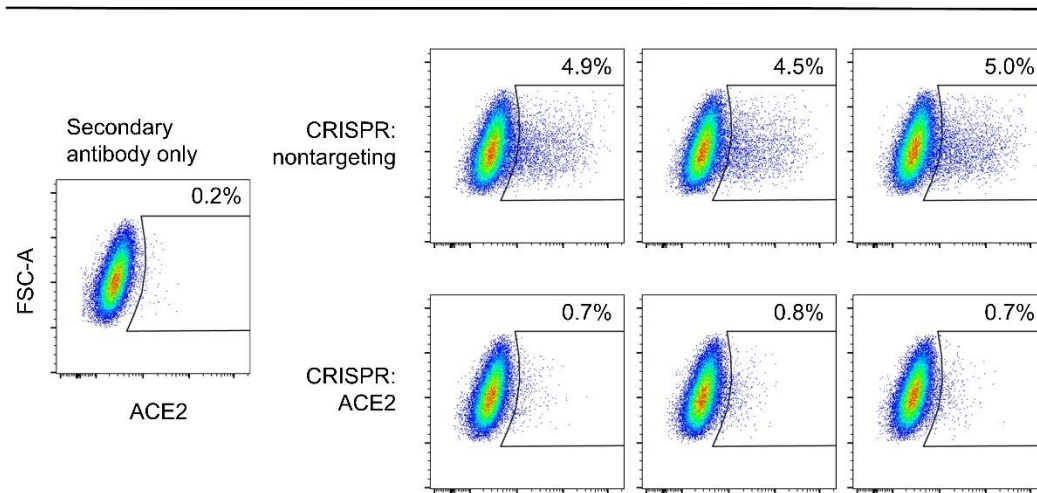 4.9%
4.5%
5.0%
Secondary
antibody only
CRISPR:
nontargeting
0.2%
FSC-A
ACE2
0.7%
0.8%
0.7%
CRISPR:
ACE2